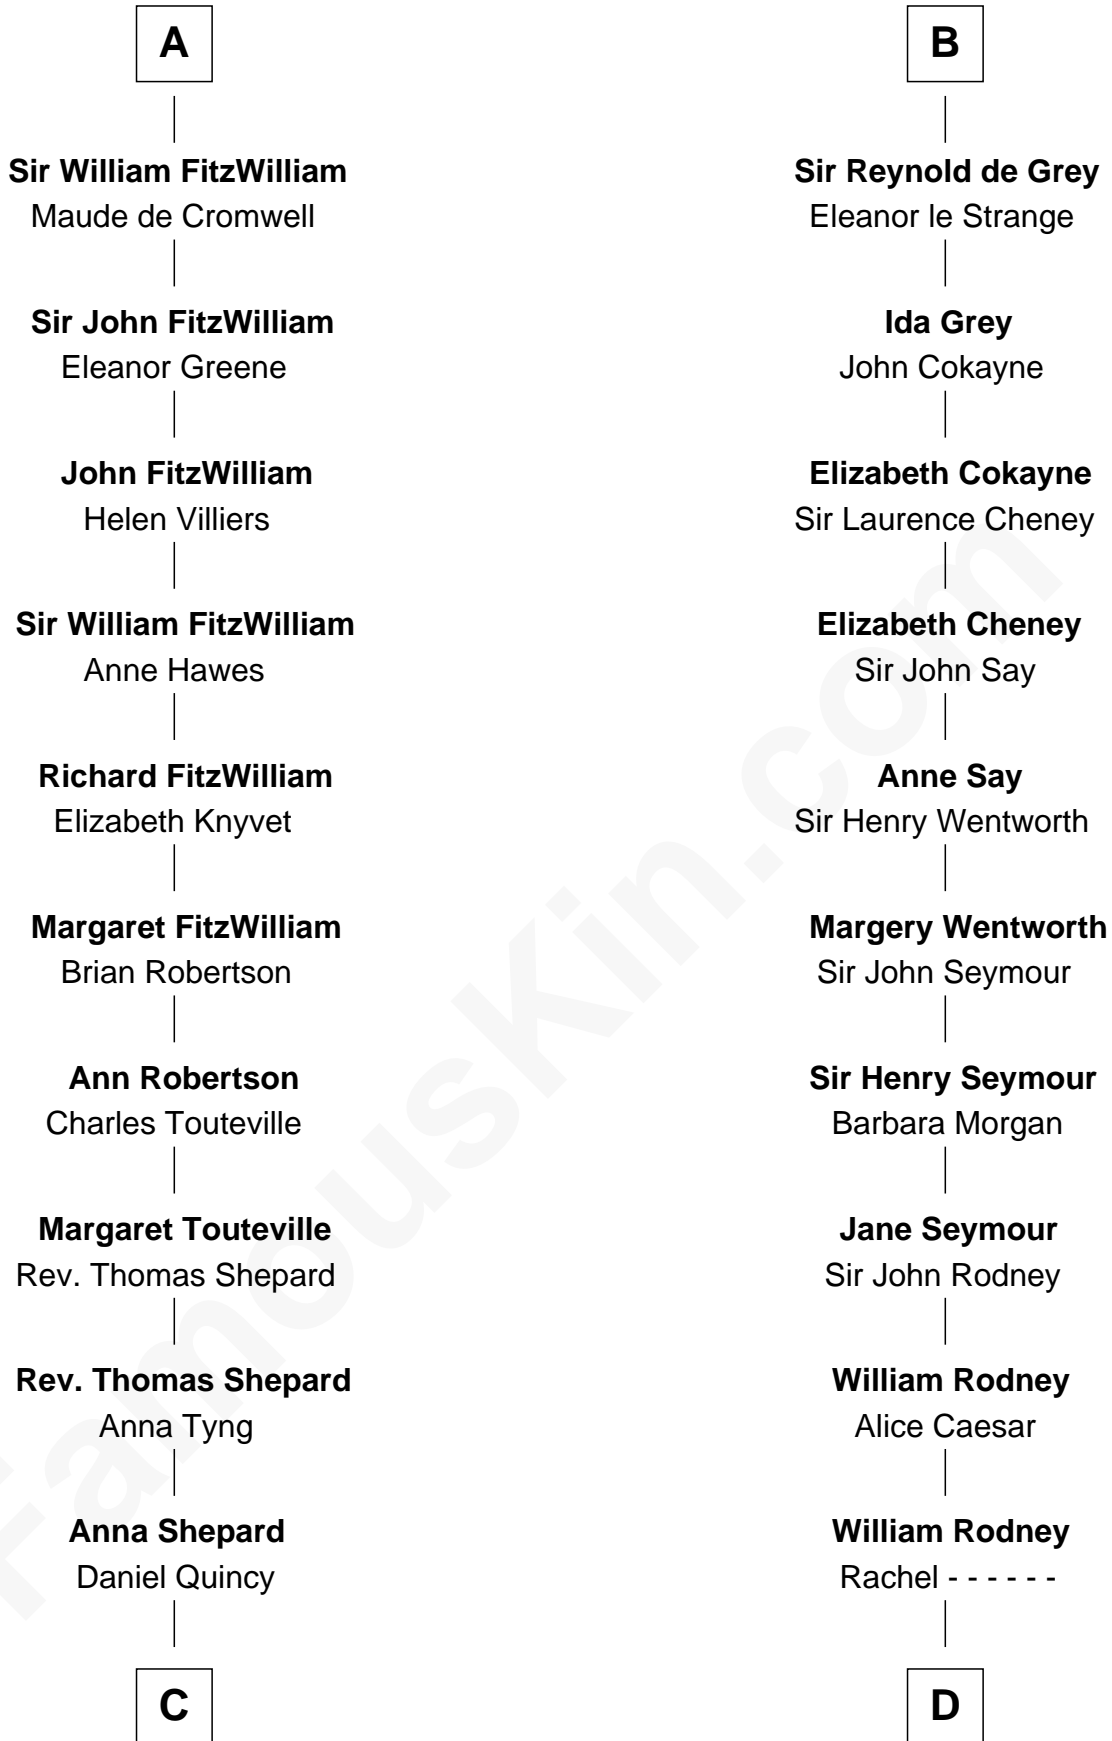 A
Sir William FitzWilliam
Maude de Cromwell
Sir John FitzWilliam
Eleanor Greene
John FitzWilliam
Helen Villiers
Sir William FitzWilliam
Anne Hawes
Richard FitzWilliam
Elizabeth Knyvet
Margaret FitzWilliam
Brian Robertson
Ann Robertson
Charles Touteville
Margaret Touteville
Rev. Thomas Shepard
Rev. Thomas Shepard
Anna Tyng
Anna Shepard
Daniel Quincy
C
B
Sir Reynold de Grey
Eleanor le Strange
Ida Grey
John Cokayne
Elizabeth Cokayne
Sir Laurence Cheney
Elizabeth Cheney
Sir John Say
Anne Say
Sir Henry Wentworth
Margery Wentworth
Sir John Seymour
Sir Henry Seymour
Barbara Morgan
Jane Seymour
Sir John Rodney
William Rodney
Alice Caesar
William Rodney
Rachel - - - - - -
D
FamousKin.com